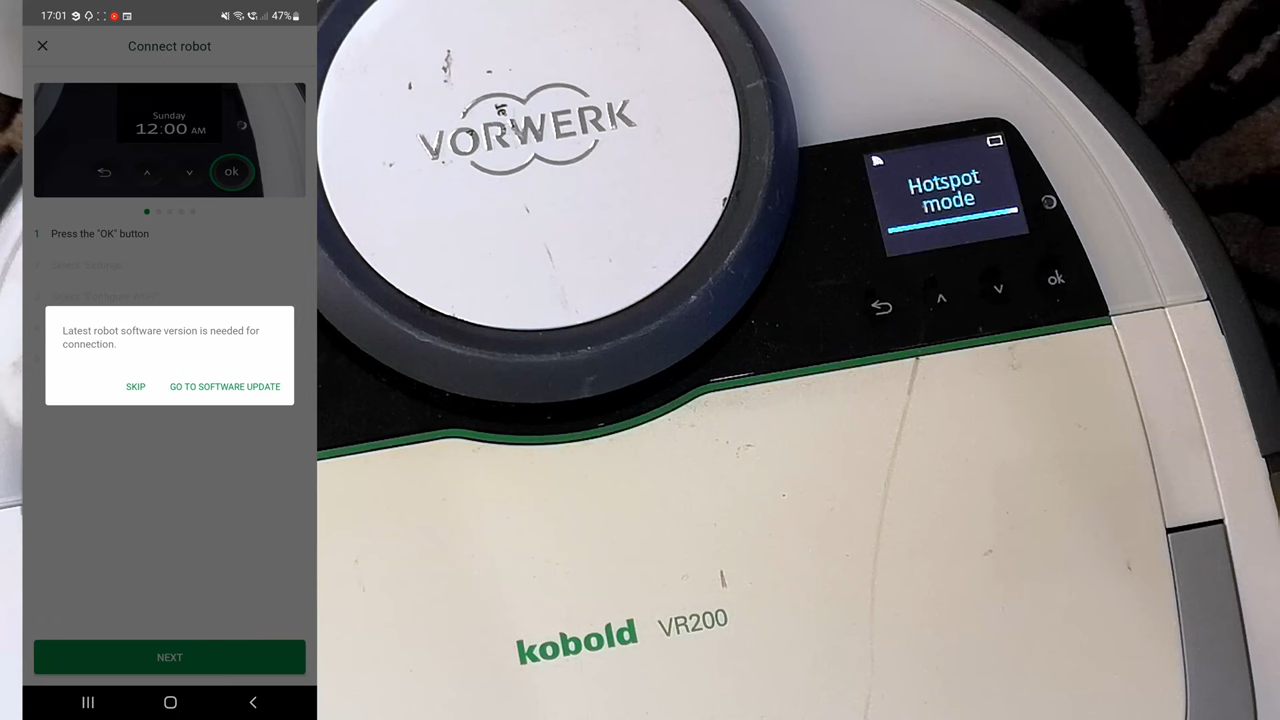 17:01
47%
Connect robot
Sunday
12:00 AM
ok
1 Press the "OK" button
Latest robot software version is needed for
connection.
SKIP
GO TO SOFTWARE UPDATE
NEXT
VORWERK
Hotspot
mode
ok
kobold VR200